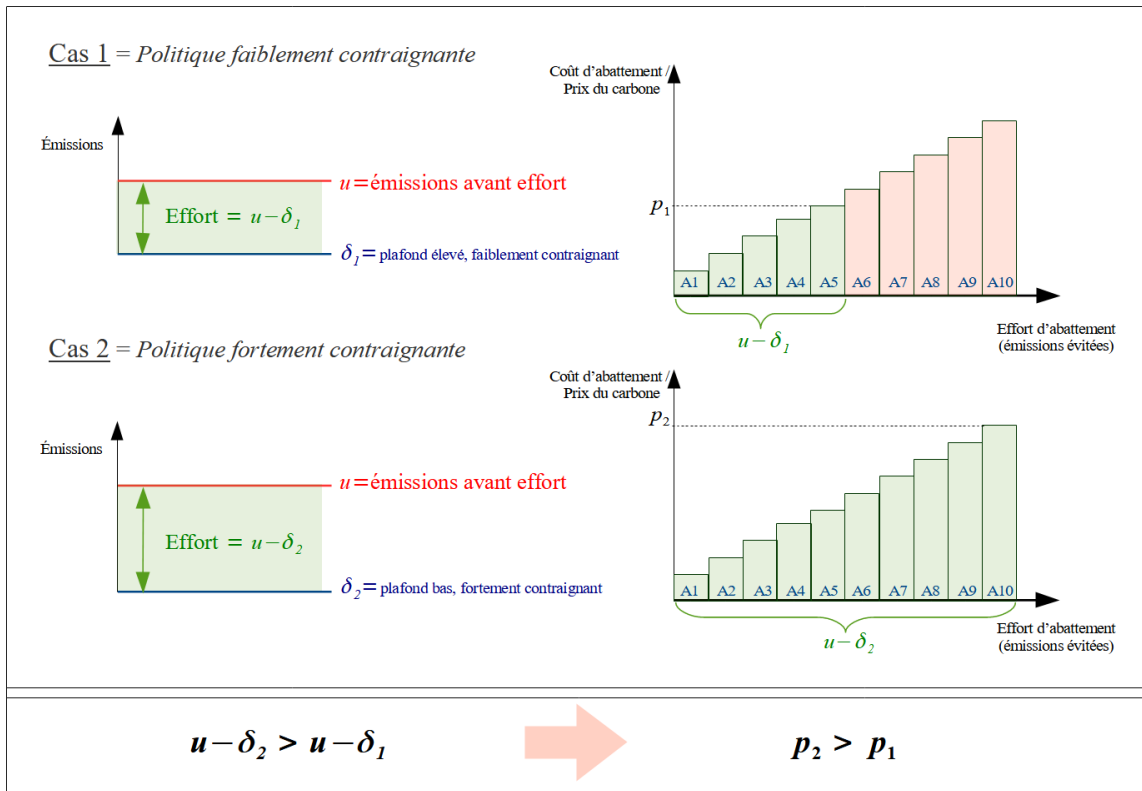 Cas 1 = Politique faiblement contraignante
Émissions
u=émissions avant effort
Effort = u−δ1
δ1= plafond élevé, faiblement contraignant
Coût d'abattement /
Prix du carbone
p1
A1 A2 A3 A4 A5 A6 A7 A8 A9 A10
u−δ1
Effort d'abattement
(émissions évitées)
Cas 2 = Politique fortement contraignante
Émissions
u=émissions avant effort
Effort = u−δ2
δ2= plafond bas, fortement contraignant
Coût d'abattement /
Prix du carbone
p2
A1 A2 A3 A4 A5 A6 A7 A8 A9 A10
u−δ2
Effort d'abattement
(émissions évitées)
u−δ2 > u−δ1
p2 > p1